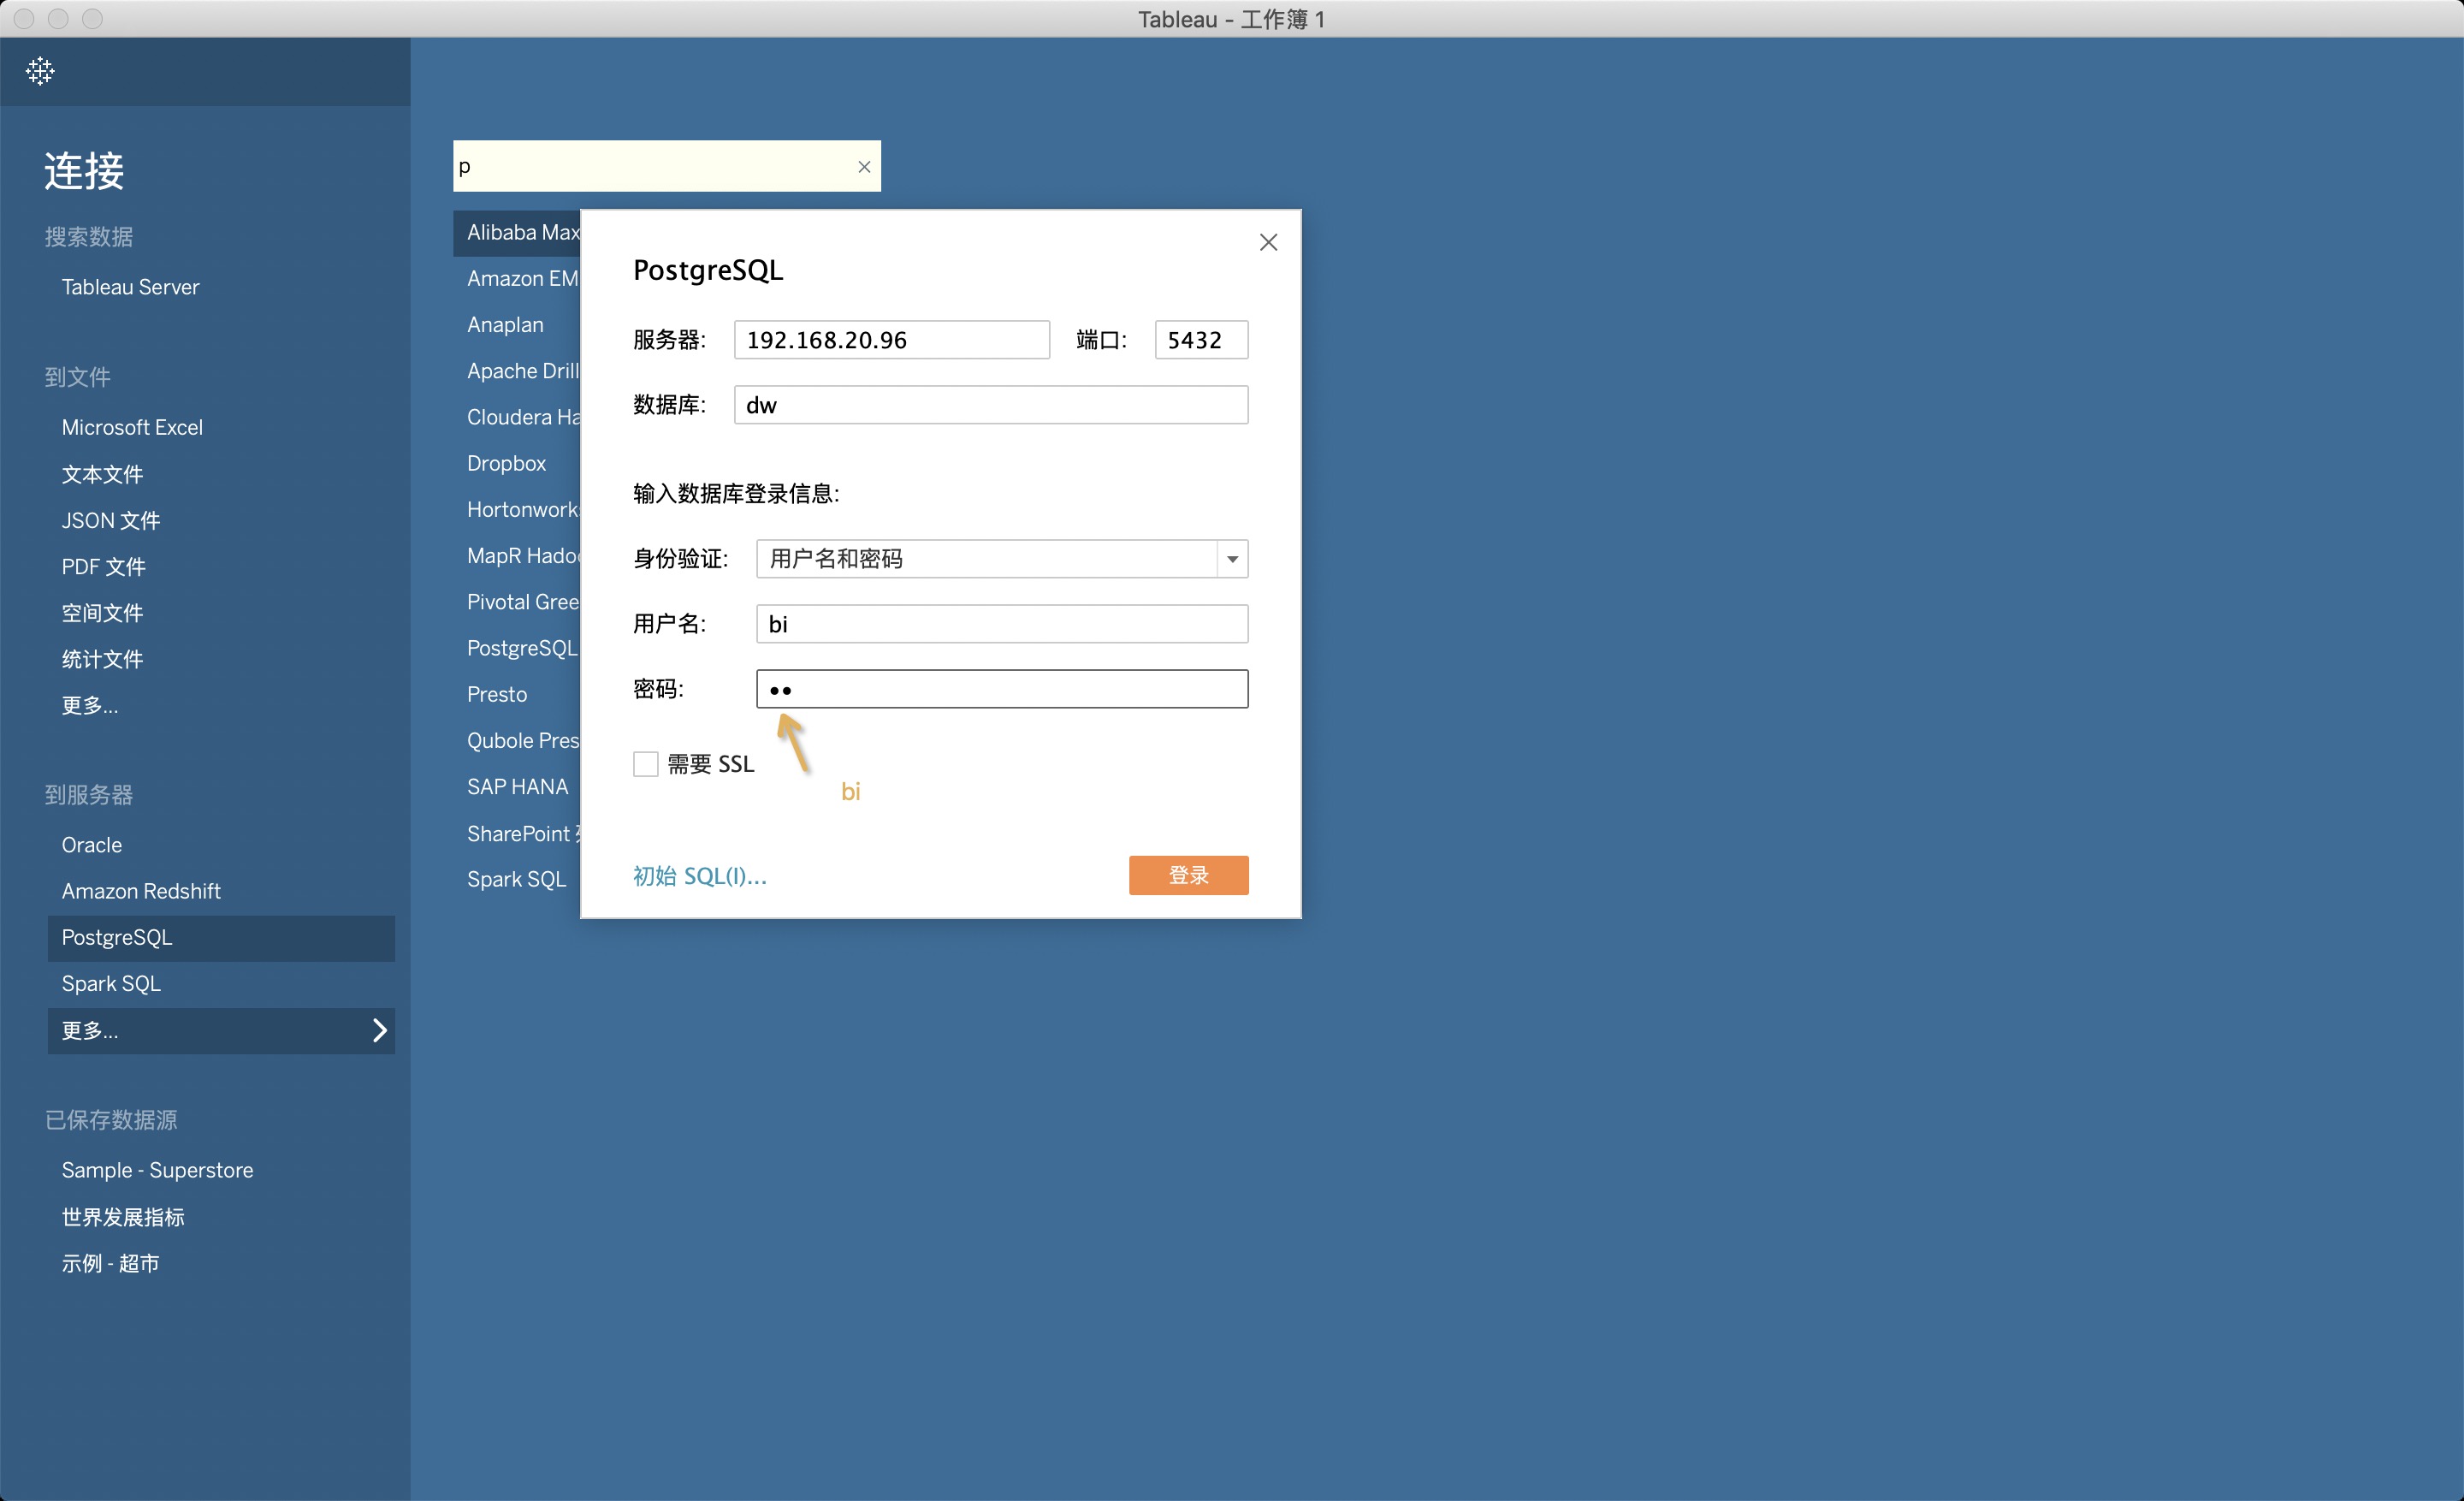 Tableau - 工作簿 1
连接
搜索数据
Tableau Server
到文件
Microsoft Excel
文本文件
JSON 文件
PDF 文件
空间文件
统计文件
更多...
到服务器
Oracle
Amazon Redshift
PostgreSQL
Spark SQL
更多...
已保存数据源
Sample - Superstore
世界发展指标
示例 - 超市
p
Alibaba Max
Amazon EM
Anaplan
Apache Drill
Cloudera Ha
Dropbox
Hortonworks
MapR Hadoo
Pivotal Gree
PostgreSQL
Presto
Qubole Pres
SAP HANA
SharePoint
Spark SQL
PostgreSQL
服务器: 192.168.20.96 端口: 5432
数据库: dw
输入数据库登录信息:
身份验证: 用户名和密码
用户名: bi
密码: ••
需要 SSL
bi
初始 SQL(I)... 登录